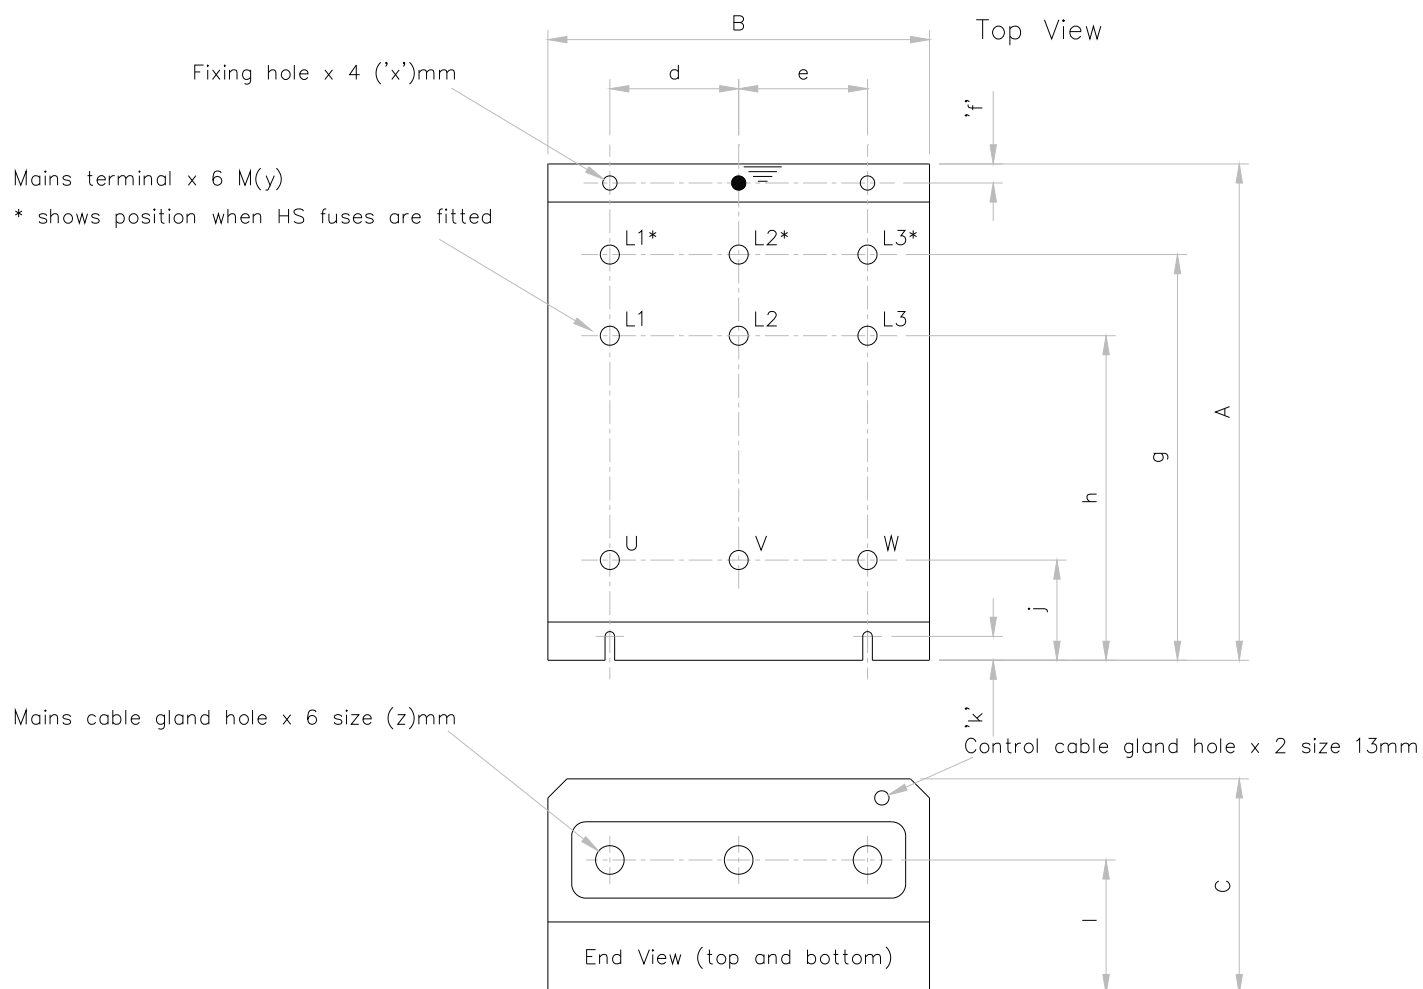 B
Top View
Fixing hole x 4 ('x')mm
d
e
'f'
Mains terminal x 6 M(y)
* shows position when HS fuses are fitted
L1*
L2*
L3*
L1
L2
L3
A
g
h
U
V
W
j
'k'
Mains cable gland hole x 6 size (z)mm
Control cable gland hole x 2 size 13mm
C
l
End View (top and bottom)